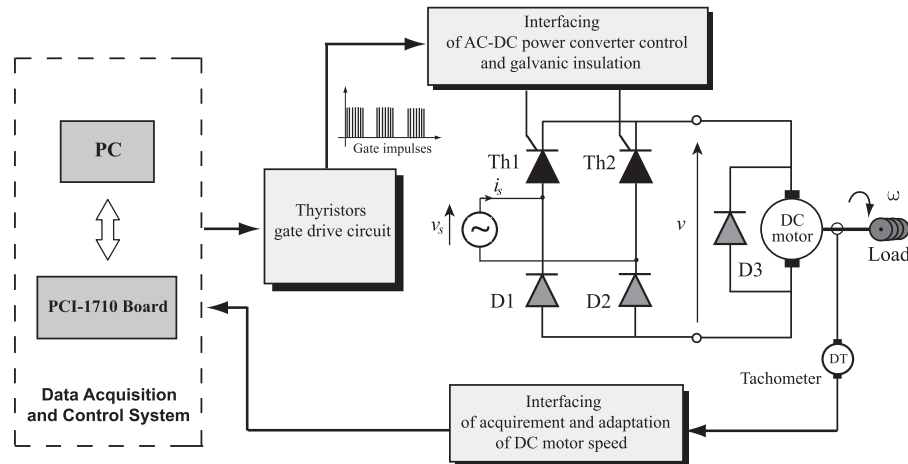 Interfacing
of AC-DC power converter control
and galvanic insulation
PC
PCI-1710 Board
Data Acquisition
and Control System
Gate impulses
Thyristors
gate drive circuit
Th1
Th2
i_s
v_s
~
D1
D2
v
D3
DC
motor
ω
Load
DT
Tachometer
Interfacing
of acquirement and adaptation
of DC motor speed